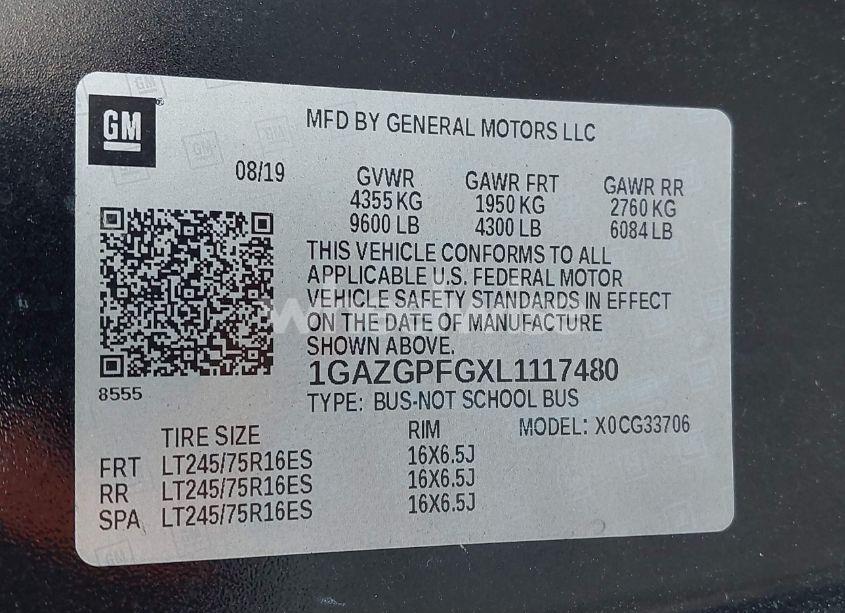 GM
MFD BY GENERAL MOTORS LLC
08/19
GVWR GAWR FRT GAWR RR
4355 KG 1950 KG 2760 KG
9600 LB 4300 LB 6084 LB
THIS VEHICLE CONFORMS TO ALL
APPLICABLE U.S. FEDERAL MOTOR
VEHICLE SAFETY STANDARDS IN EFFECT
ON THE DATE OF MANUFACTURE
SHOWN ABOVE.
8555
1GAZGPFGXL1117480
TYPE: BUS-NOT SCHOOL BUS
TIRE SIZE RIM MODEL: X0CG33706
FRT LT245/75R16ES 16X6.5J
RR LT245/75R16ES 16X6.5J
SPA LT245/75R16ES 16X6.5J